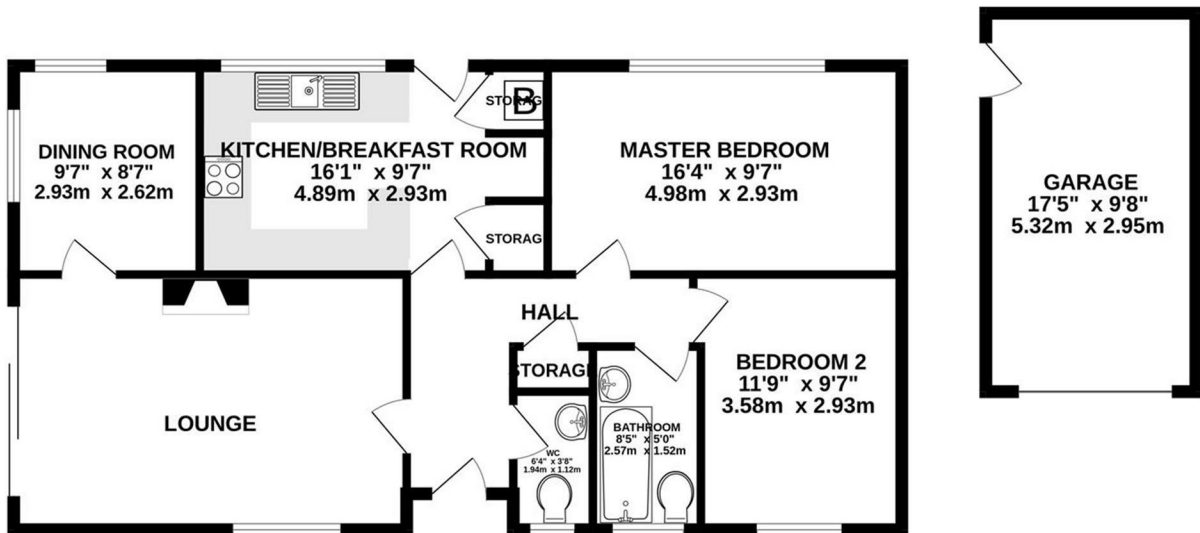 DINING ROOM
9'7" x 8'7"
2.93m x 2.62m
KITCHEN/BREAKFAST ROOM
16'1" x 9'7"
4.89m x 2.93m
STORAG
B
STORAG
MASTER BEDROOM
16'4" x 9'7"
4.98m x 2.93m
GARAGE
17'5" x 9'8"
5.32m x 2.95m
LOUNGE
HALL
STORAGE
WC
6'4" x 3'8"
1.94m x 1.12m
BATHROOM
8'5" x 5'0"
2.57m x 1.52m
BEDROOM 2
11'9" x 9'7"
3.58m x 2.93m